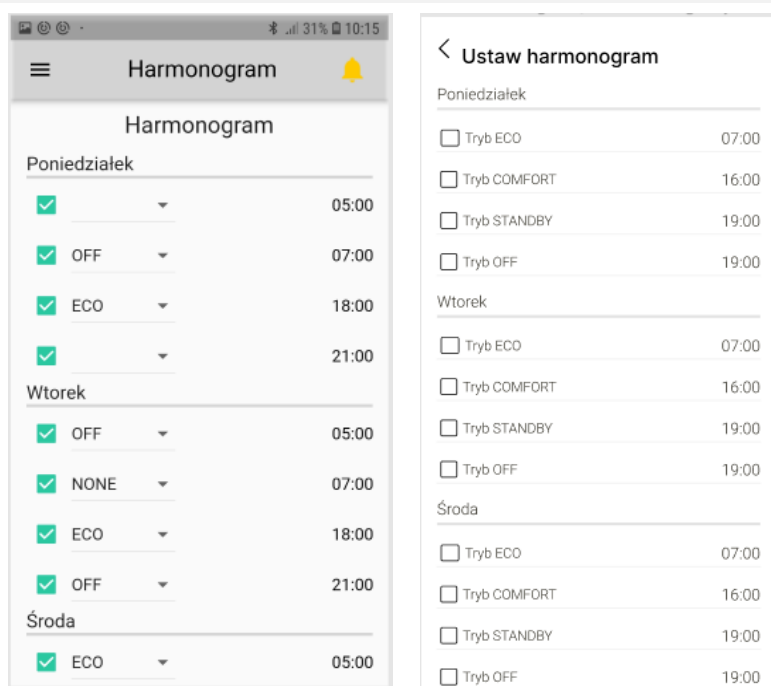 31% 10:15
Harmonogram
Harmonogram
Poniedziałek
05:00
OFF 07:00
ECO 18:00
21:00
Wtorek
OFF 05:00
NONE 07:00
ECO 18:00
OFF 21:00
Środa
ECO 05:00
Ustaw harmonogram
Poniedziałek
Tryb ECO 07:00
Tryb COMFORT 16:00
Tryb STANDBY 19:00
Tryb OFF 19:00
Wtorek
Tryb ECO 07:00
Tryb COMFORT 16:00
Tryb STANDBY 19:00
Tryb OFF 19:00
Środa
Tryb ECO 07:00
Tryb COMFORT 16:00
Tryb STANDBY 19:00
Tryb OFF 19:00